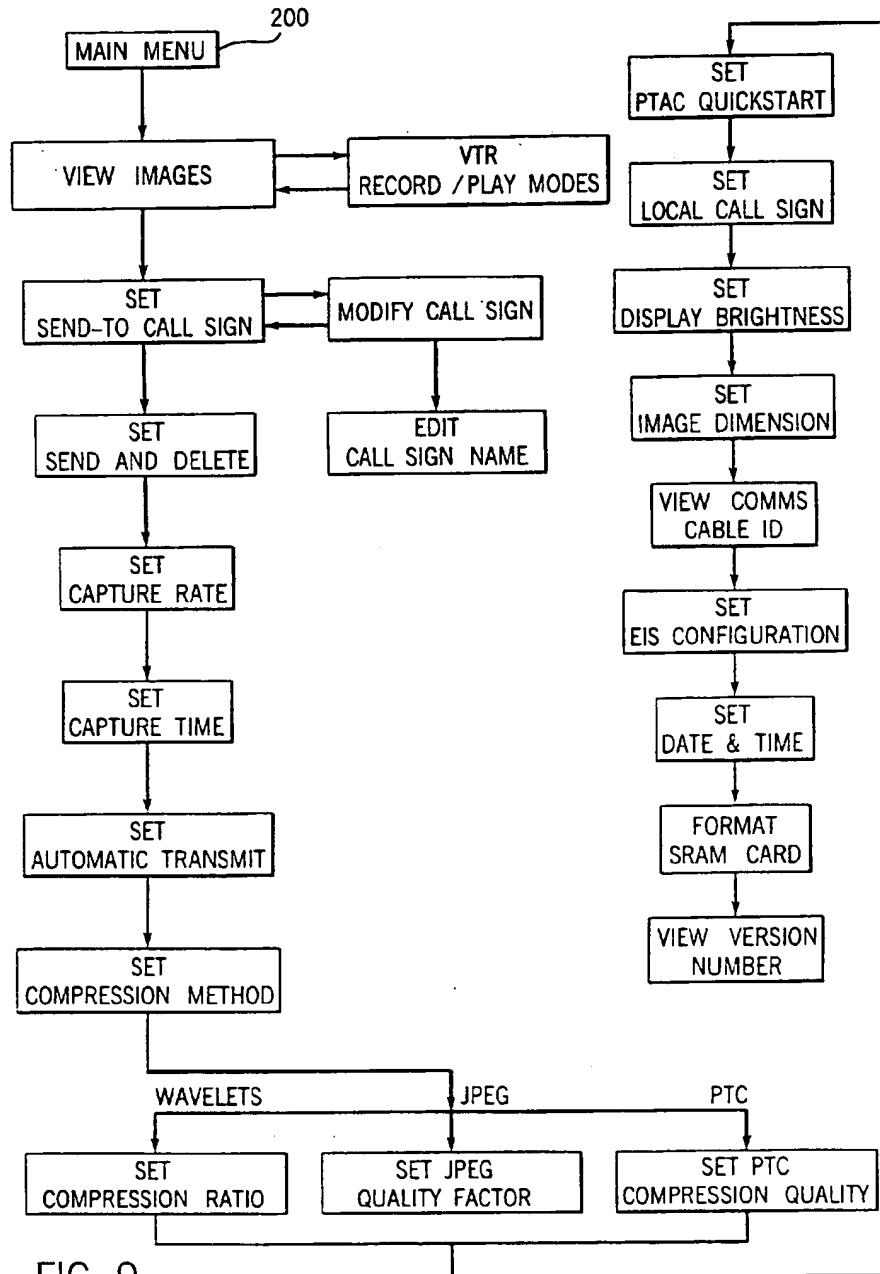 200
MAIN MENU
VIEW IMAGES
VTR
RECORD / PLAY MODES
SET
SEND-TO CALL SIGN
MODIFY CALL SIGN
EDIT
CALL SIGN NAME
SET
SEND AND DELETE
SET
CAPTURE RATE
SET
CAPTURE TIME
SET
AUTOMATIC TRANSMIT
SET
COMPRESSION METHOD
WAVELETS
JPEG
PTC
SET
COMPRESSION RATIO
SET JPEG
QUALITY FACTOR
SET PTC
COMPRESSION QUALITY
SET
PTAC QUICKSTART
SET
LOCAL CALL SIGN
SET
DISPLAY BRIGHTNESS
SET
IMAGE DIMENSION
VIEW COMMS
CABLE ID
SET
EIS CONFIGURATION
SET
DATE & TIME
FORMAT
SRAM CARD
VIEW VERSION
NUMBER